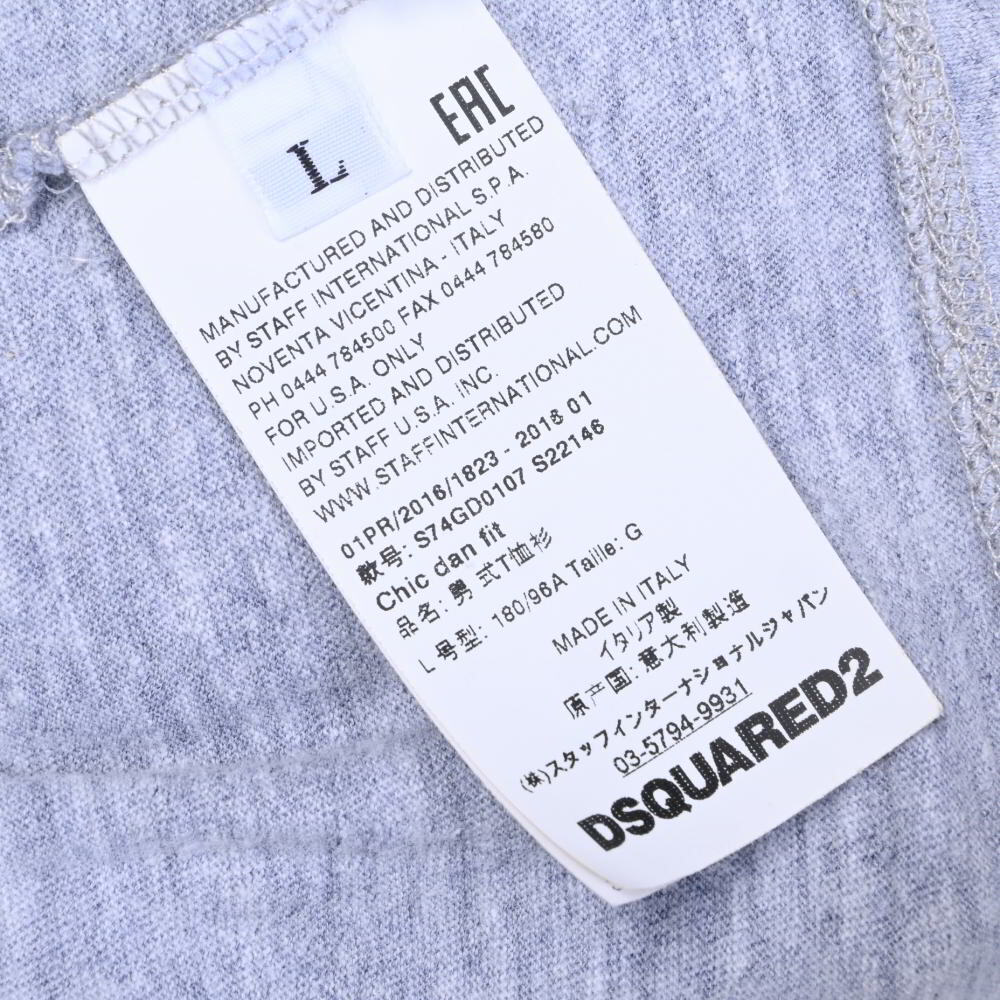 L
EAC
MANUFACTURED AND DISTRIBUTED
BY STAFF INTERNATIONAL S.P.A.
NOVENTA VICENTINA - ITALY
PH 0444 784500 FAX 0444 784580
FOR U.S.A. ONLY
IMPORTED AND DISTRIBUTED
BY STAFF U.S.A. INC.
WWW.STAFFINTERNATIONAL.COM
01PR/2016/1823 - 2016 01
款号: S74GD0107 S22146
Chic dan fit
品名: 男 式T恤衫
L 号型: 180/96A Taille: G
MADE IN ITALY
イタリア製
原产国: 意大利製造
(株)スタッフインターナショナルジャパン
03-5794-9931
DSQUARED2